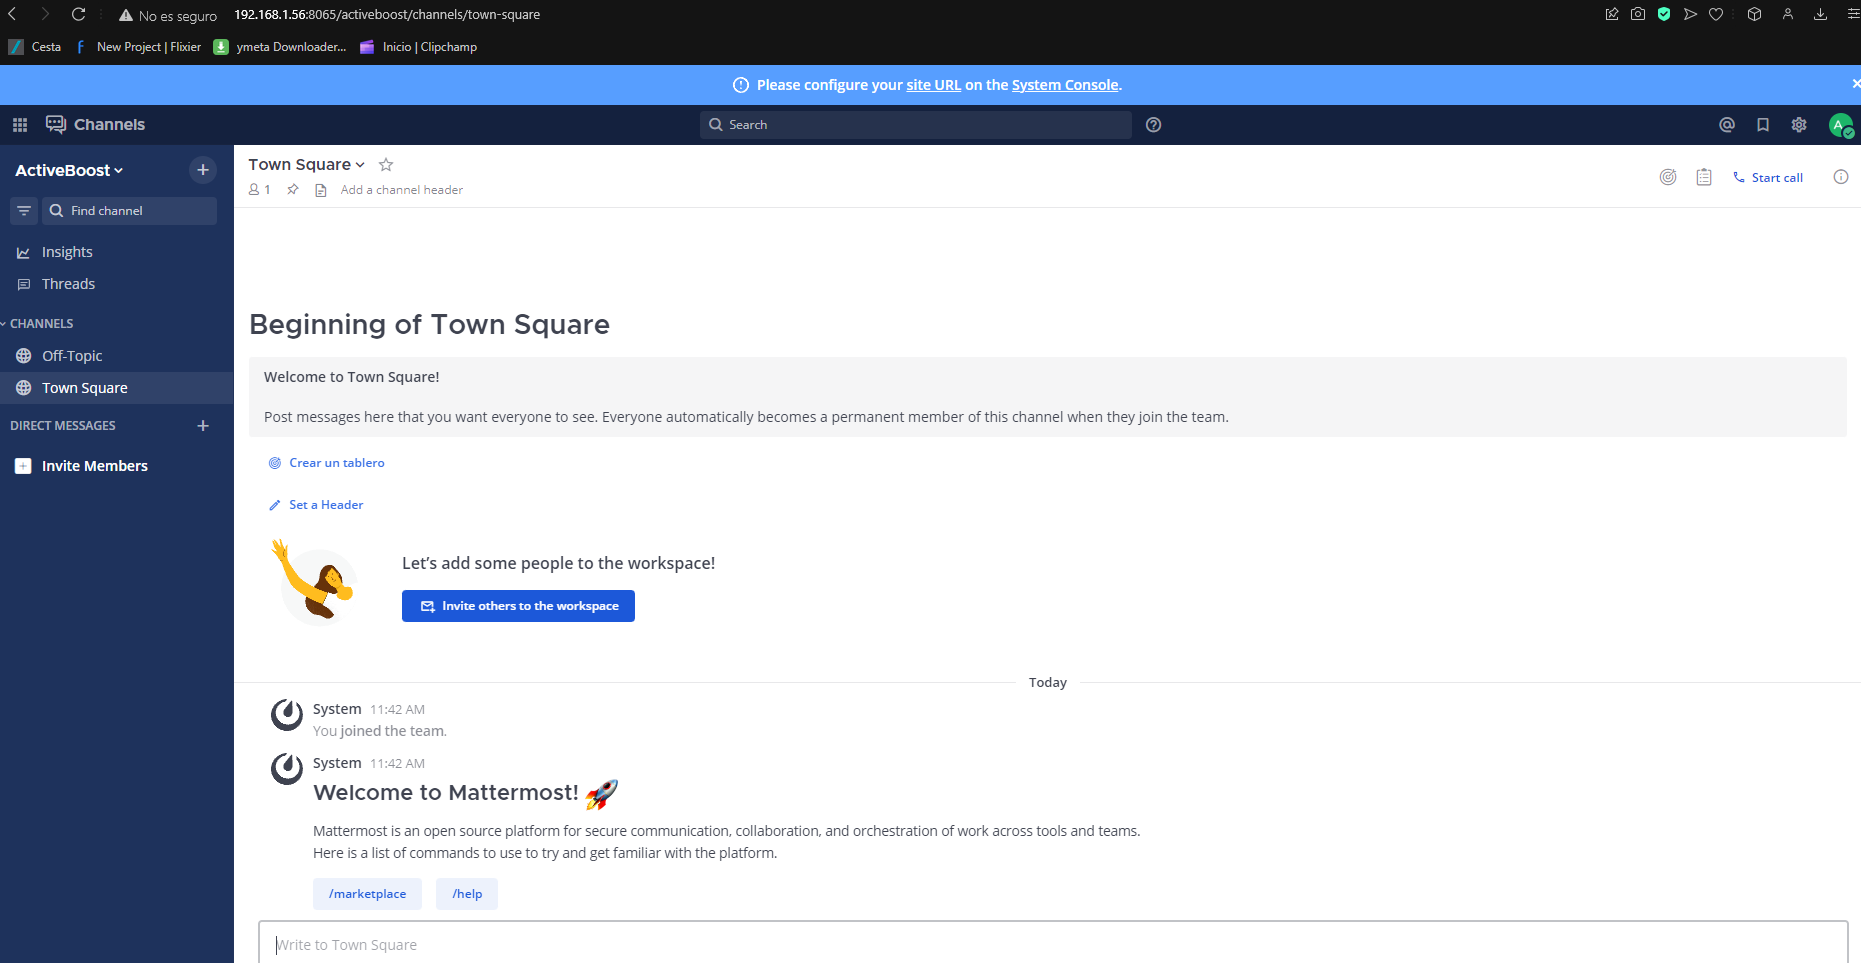 No es seguro 192.168.1.56:8065/activeboost/channels/town-square
Cesta New Project | Flixier ymeta Downloader... Inicio | Clipchamp
Please configure your site URL on the System Console.
Channels Search
ActiveBoost
Find channel
Insights
Threads
CHANNELS
Off-Topic
Town Square
DIRECT MESSAGES
Invite Members
Town Square
1 Add a channel header
Start call
A
Beginning of Town Square
Welcome to Town Square!
Post messages here that you want everyone to see. Everyone automatically becomes a permanent member of this channel when they join the team.
Crear un tablero
Set a Header
Let’s add some people to the workspace!
Invite others to the workspace
Today
System 11:42 AM
You joined the team.
System 11:42 AM
Welcome to Mattermost!
Mattermost is an open source platform for secure communication, collaboration, and orchestration of work across tools and teams.
Here is a list of commands to use to try and get familiar with the platform.
/marketplace /help
Write to Town Square